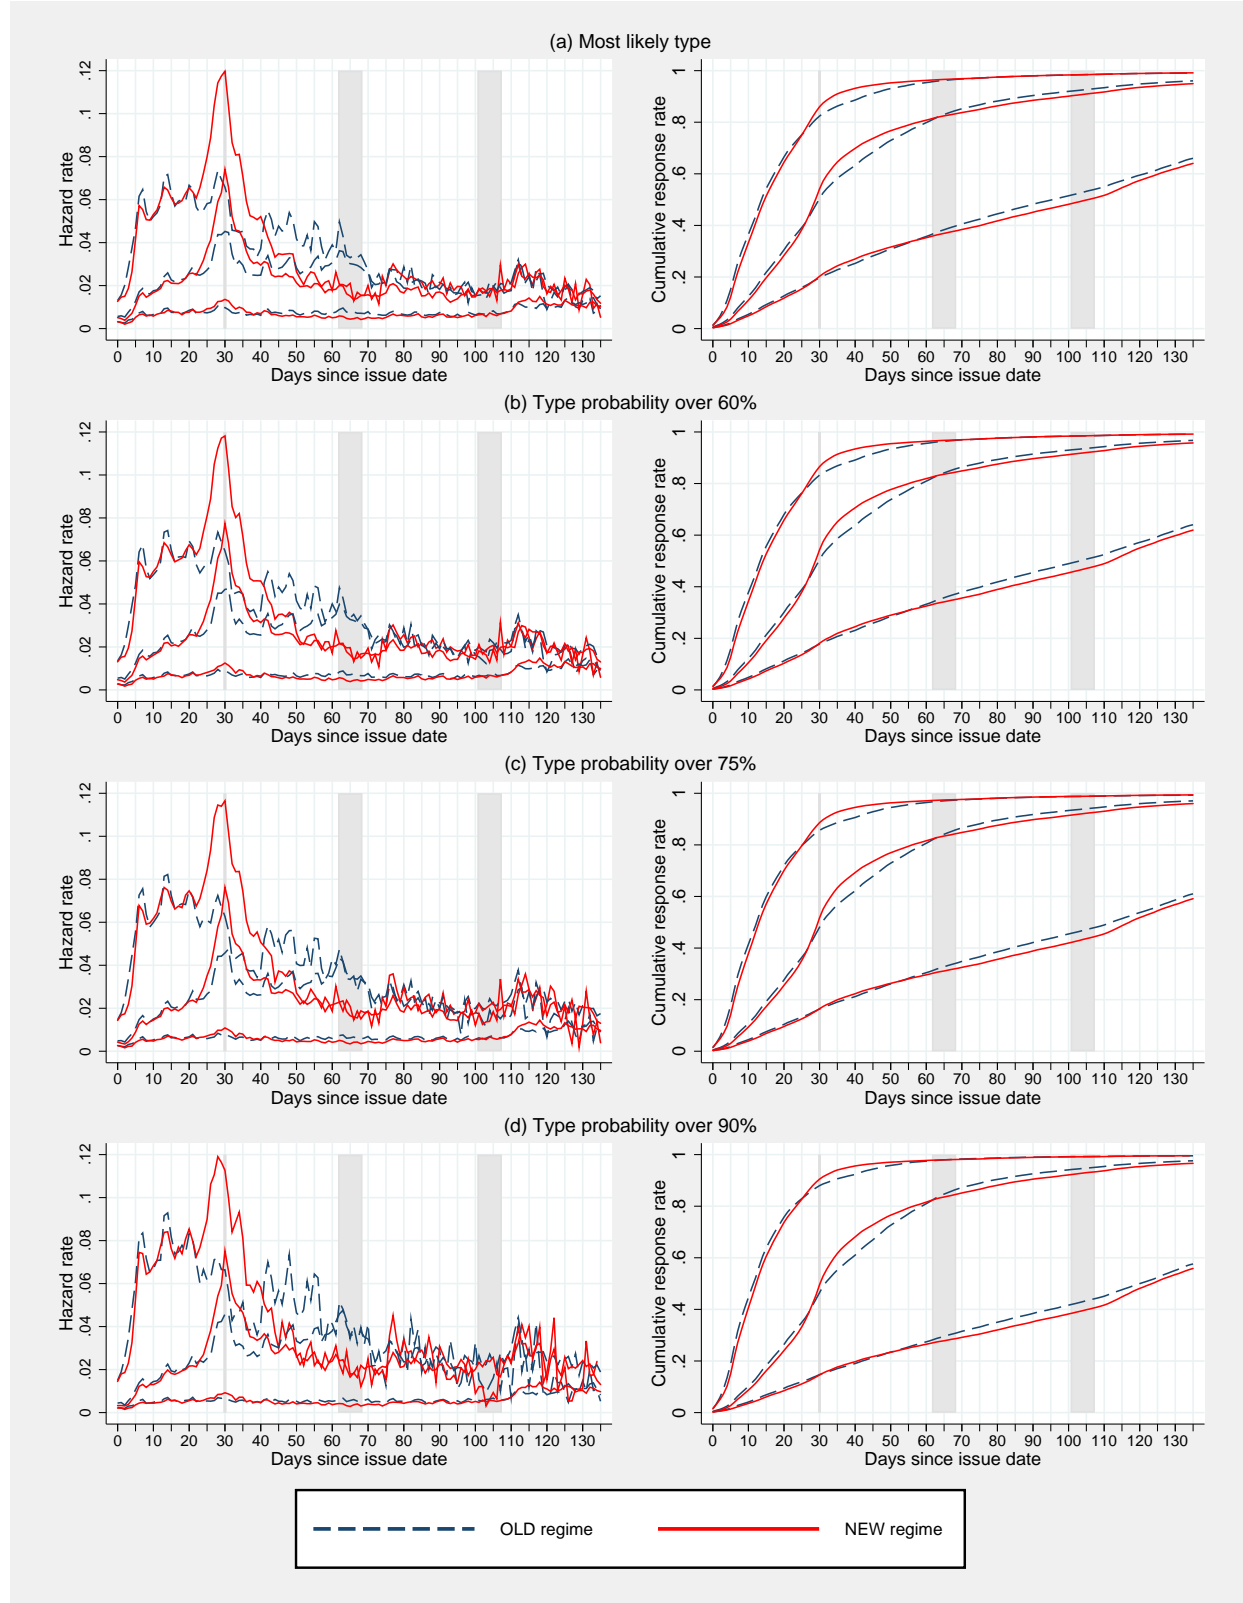 (a) Most likely type
Hazard rate
0 .02 .04 .06 .08 .1 .12
0 10 20 30 40 50 60 70 80 90 100 110 120 130
Days since issue date
Cumulative response rate
0 .2 .4 .6 .8 1
0 10 20 30 40 50 60 70 80 90 100 110 120 130
Days since issue date
(b) Type probability over 60%
Hazard rate
0 .02 .04 .06 .08 .1 .12
0 10 20 30 40 50 60 70 80 90 100 110 120 130
Days since issue date
Cumulative response rate
0 .2 .4 .6 .8 1
0 10 20 30 40 50 60 70 80 90 100 110 120 130
Days since issue date
(c) Type probability over 75%
Hazard rate
0 .02 .04 .06 .08 .1 .12
0 10 20 30 40 50 60 70 80 90 100 110 120 130
Days since issue date
Cumulative response rate
0 .2 .4 .6 .8 1
0 10 20 30 40 50 60 70 80 90 100 110 120 130
Days since issue date
(d) Type probability over 90%
Hazard rate
0 .02 .04 .06 .08 .1 .12
0 10 20 30 40 50 60 70 80 90 100 110 120 130
Days since issue date
Cumulative response rate
0 .2 .4 .6 .8 1
0 10 20 30 40 50 60 70 80 90 100 110 120 130
Days since issue date
OLD regime
NEW regime